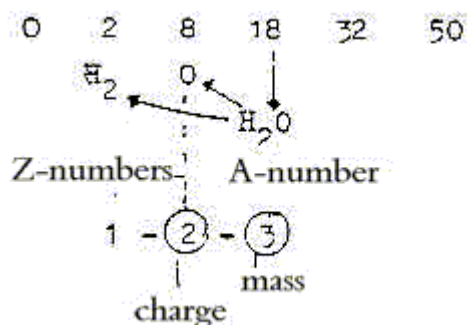 0 2 8 18 32 50
H2 O
H2O
Z-numbers A-number
1 - 2 - 3
mass
charge